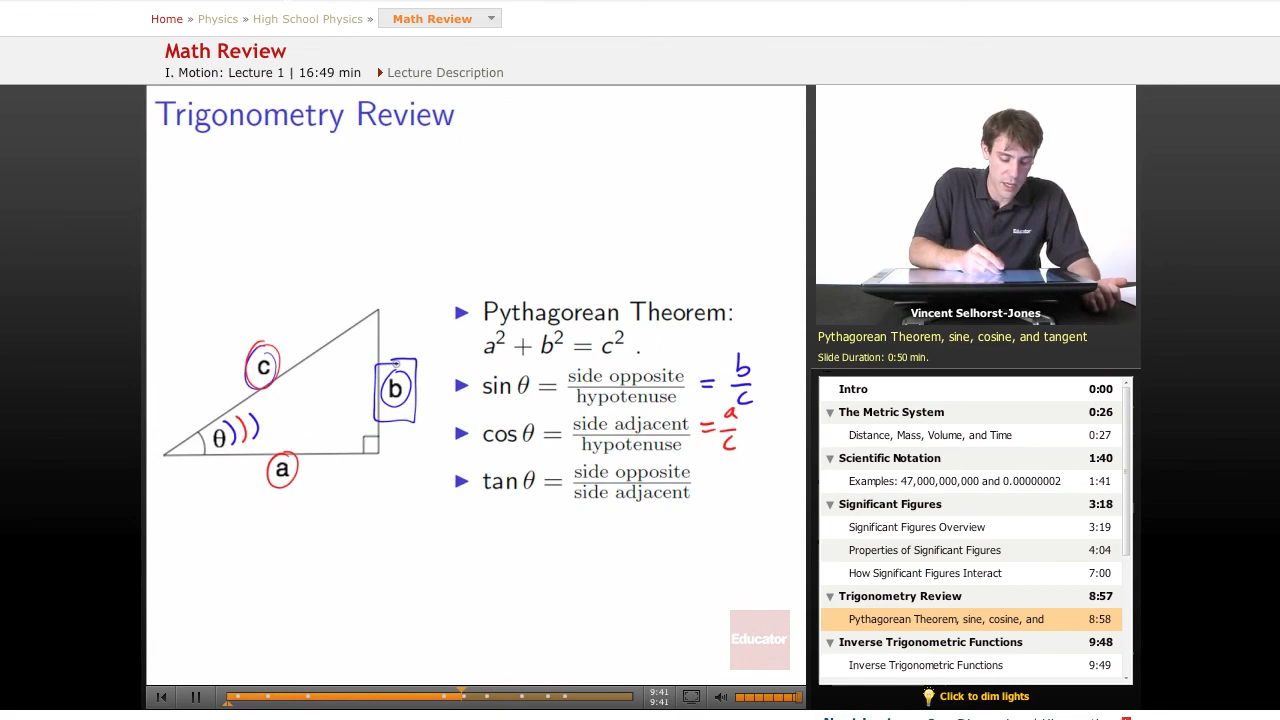 Home » Physics » High School Physics » Math Review
Math Review
I. Motion: Lecture 1 | 16:49 min Lecture Description
Trigonometry Review
c
b
θ
a
Pythagorean Theorem:
a² + b² = c² .
sin θ = side opposite / hypotenuse = b / c
cos θ = side adjacent / hypotenuse = a / c
tan θ = side opposite / side adjacent
Educator
Educator
Vincent Selhorst-Jones
Pythagorean Theorem, sine, cosine, and tangent
Slide Duration: 0:50 min.
Intro 0:00
The Metric System 0:26
Distance, Mass, Volume, and Time 0:27
Scientific Notation 1:40
Examples: 47,000,000,000 and 0.00000002 1:41
Significant Figures 3:18
Significant Figures Overview 3:19
Properties of Significant Figures 4:04
How Significant Figures Interact 7:00
Trigonometry Review 8:57
Pythagorean Theorem, sine, cosine, and 8:58
Inverse Trigonometric Functions 9:48
Inverse Trigonometric Functions 9:49
9:41
9:41
Click to dim lights